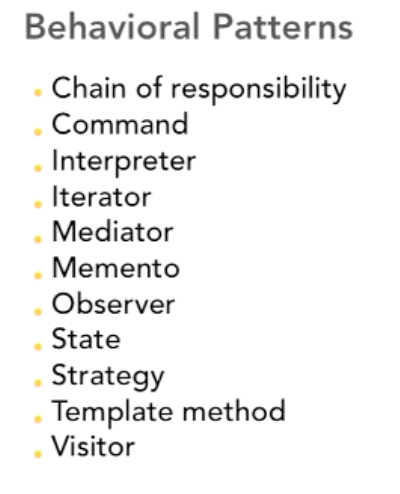 Behavioral Patterns
Chain of responsibility
Command
Interpreter
Iterator
Mediator
Memento
Observer
State
Strategy
Template method
Visitor